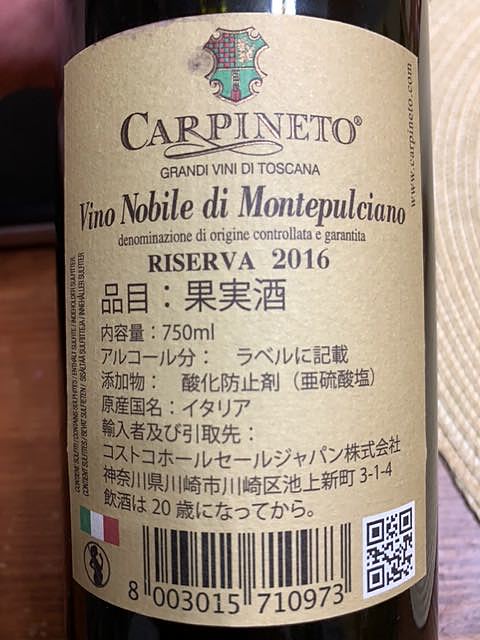 CARPINETO®
GRANDI VINI DI TOSCANA
Vino Nobile di Montepulciano
denominazione di origine controllata e garantita
RISERVA 2016
品目：果実酒
内容量：750ml
アルコール分： ラベルに記載
添加物： 酸化防止剤（亜硫酸塩）
原産国名：イタリア
輸入者及び引取先：
コストコホールセールジャパン株式会社
神奈川県川崎市川崎区池上新町 3-1-4
飲酒は 20 歳になってから。
8 003015 710973
www.carpineto.com